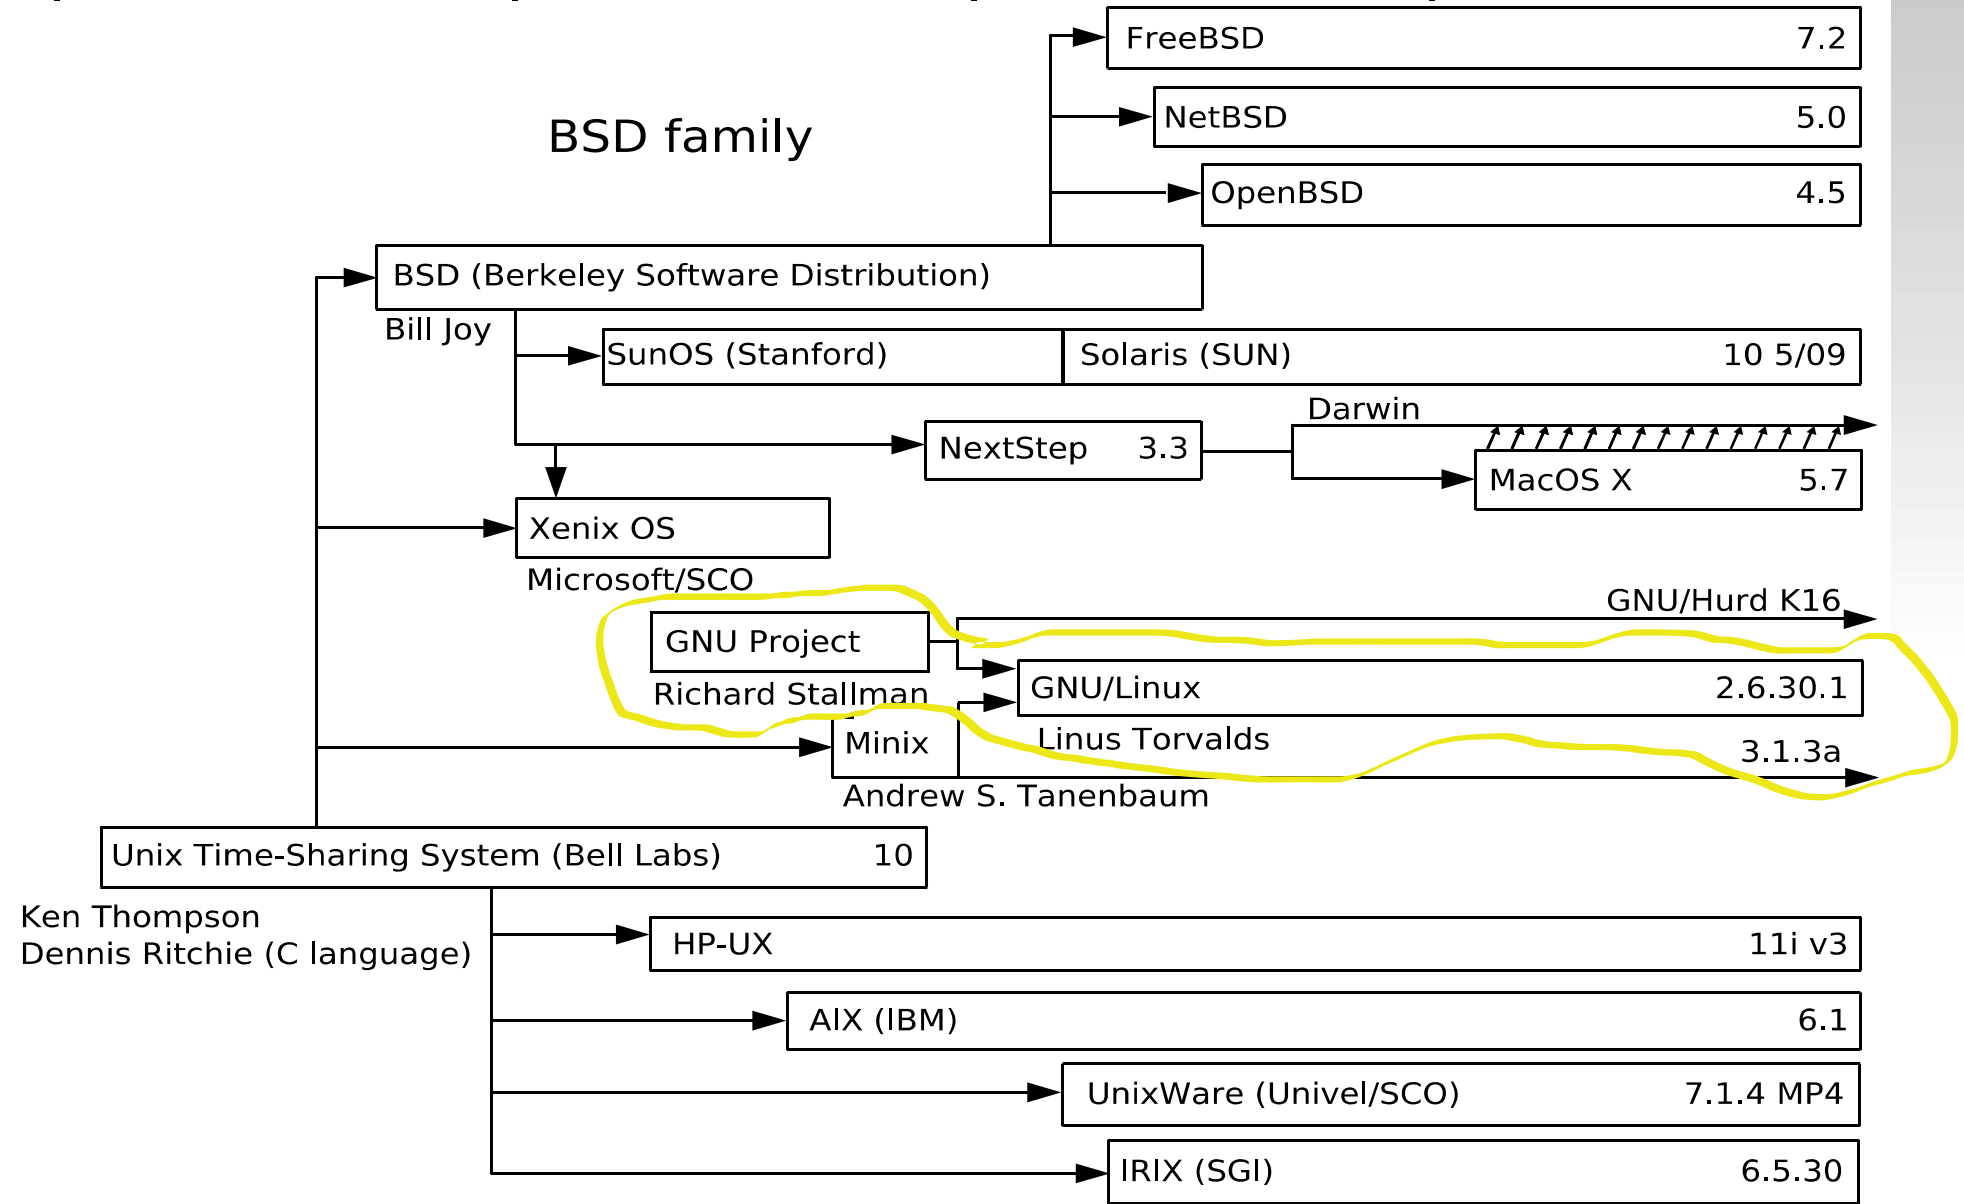 FreeBSD 7.2
NetBSD 5.0
BSD family
OpenBSD 4.5
BSD (Berkeley Software Distribution)
Bill Joy
SunOS (Stanford) Solaris (SUN) 10 5/09
Darwin
NextStep 3.3
MacOS X 5.7
Xenix OS
Microsoft/SCO
GNU/Hurd K16
GNU Project
Richard Stallman
GNU/Linux 2.6.30.1
Minix
Linus Torvalds
3.1.3a
Andrew S. Tanenbaum
Unix Time-Sharing System (Bell Labs) 10
Ken Thompson
Dennis Ritchie (C language)
HP-UX 11i v3
AIX (IBM) 6.1
UnixWare (Univel/SCO) 7.1.4 MP4
IRIX (SGI) 6.5.30